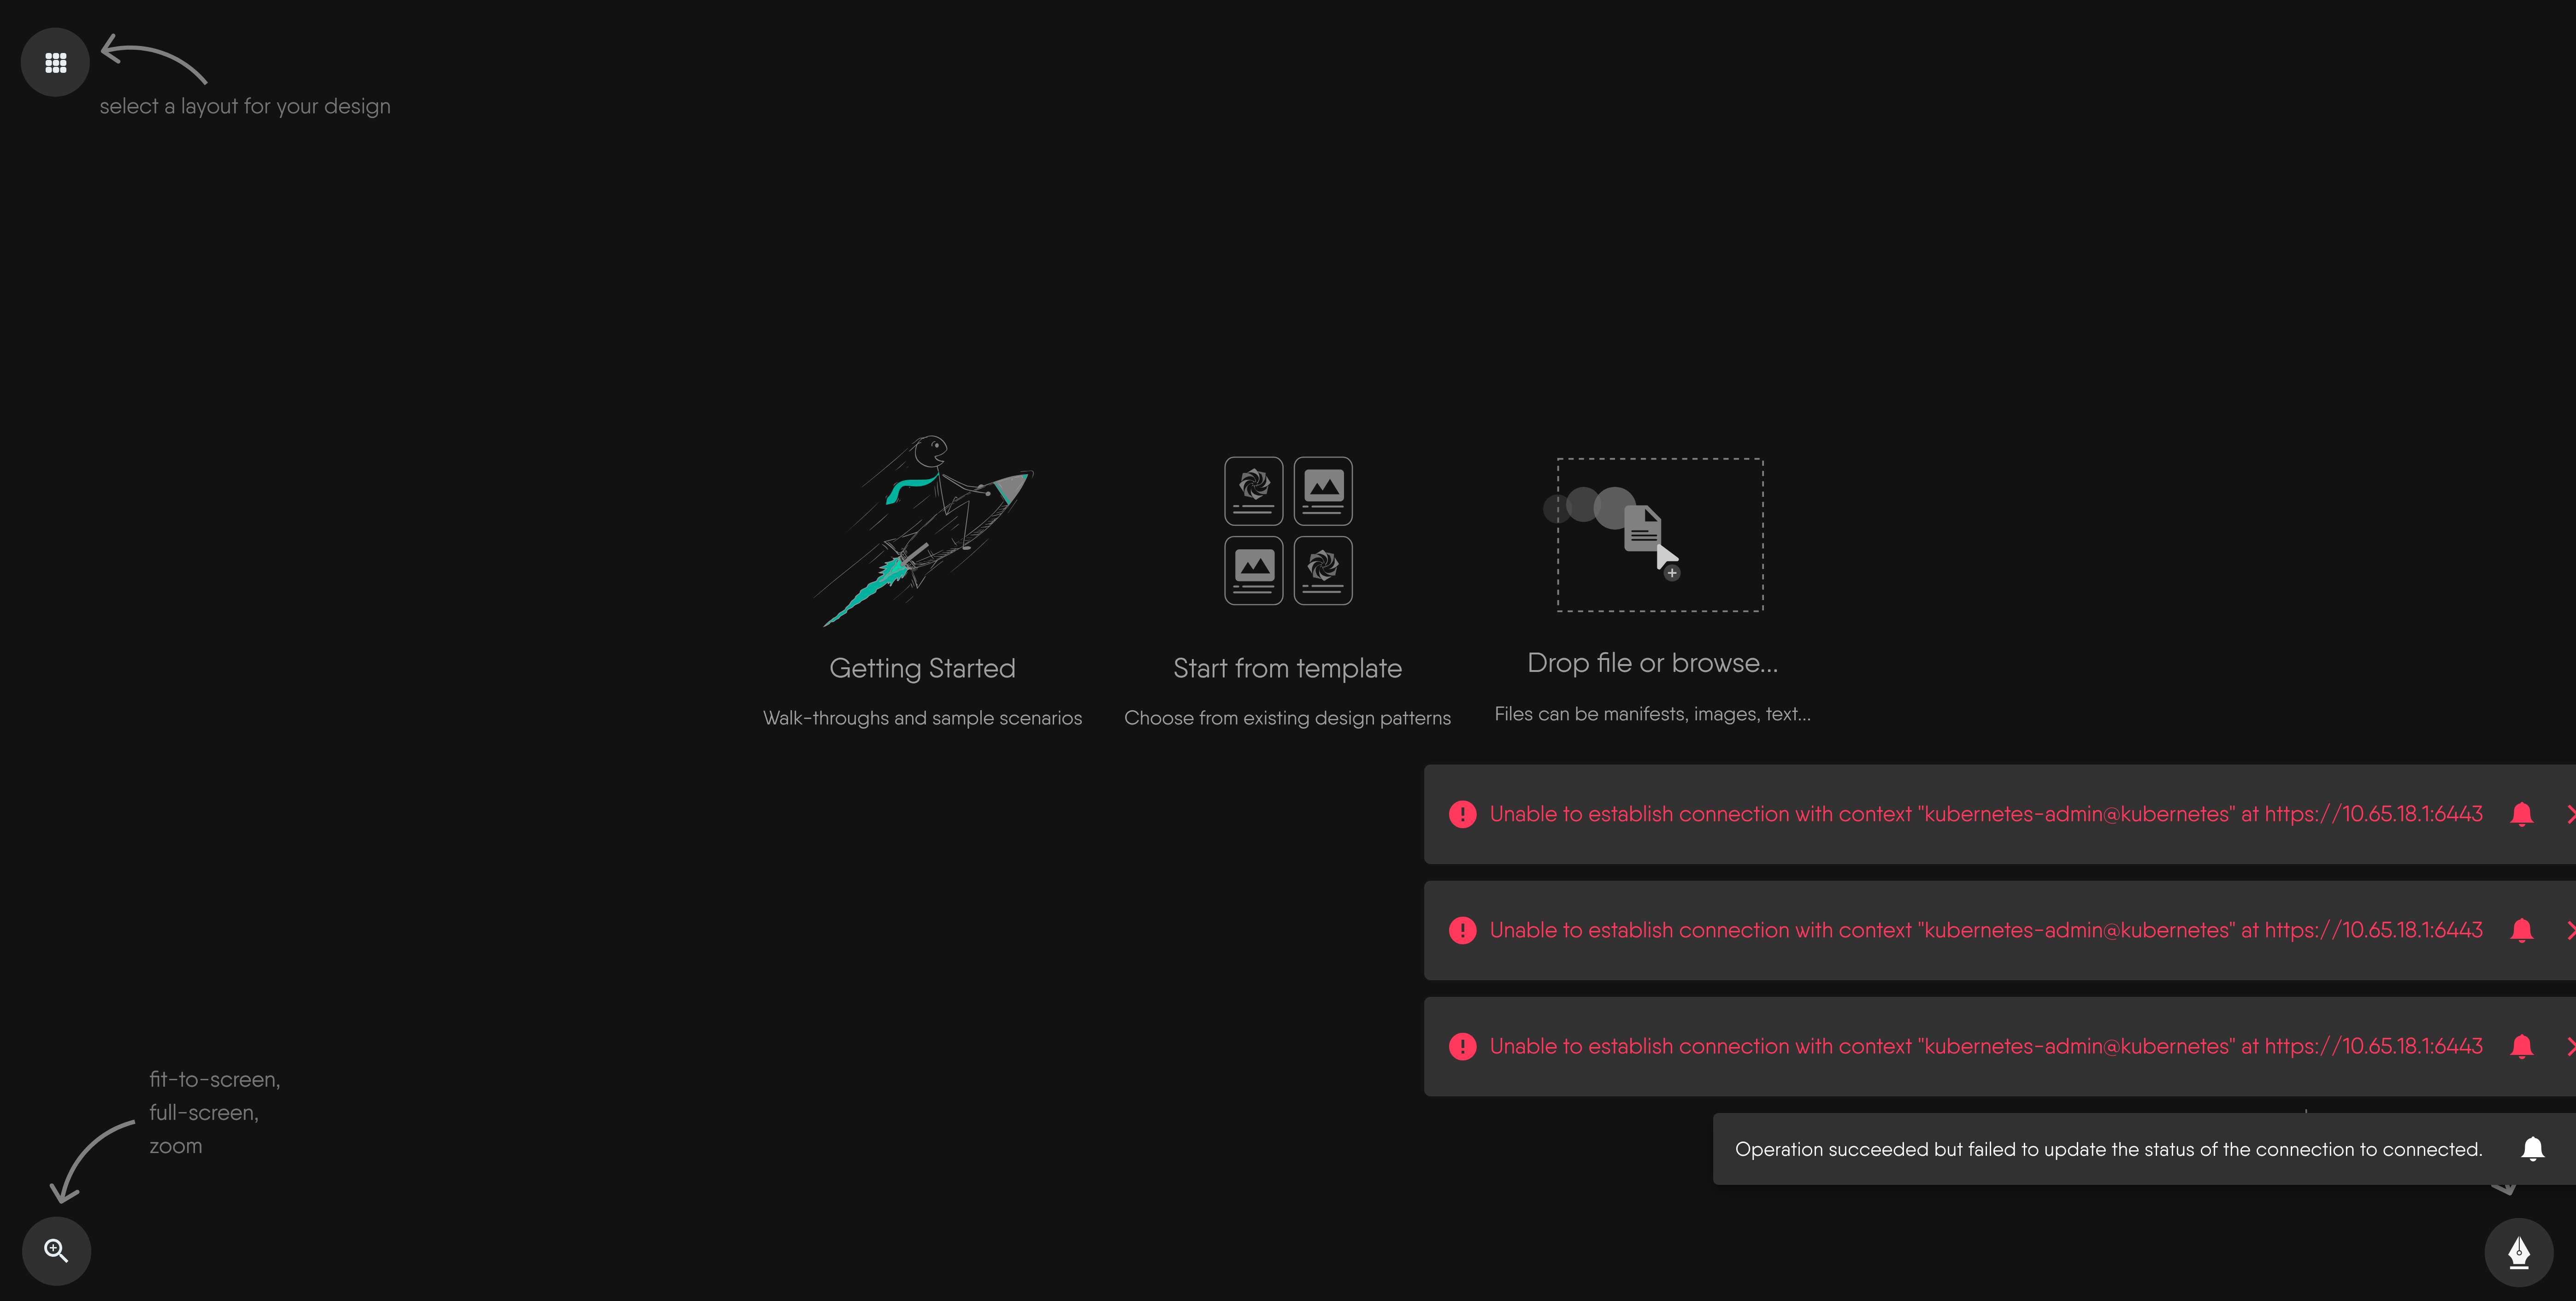 select a layout for your design
Getting Started
Walk-throughs and sample scenarios
Start from template
Choose from existing design patterns
Drop file or browse...
Files can be manifests, images, text...
Unable to establish connection with context "kubernetes-admin@kubernetes" at https://10.65.18.1:6443
Unable to establish connection with context "kubernetes-admin@kubernetes" at https://10.65.18.1:6443
Unable to establish connection with context "kubernetes-admin@kubernetes" at https://10.65.18.1:6443
Operation succeeded but failed to update the status of the connection to connected.
fit-to-screen,
full-screen,
zoom